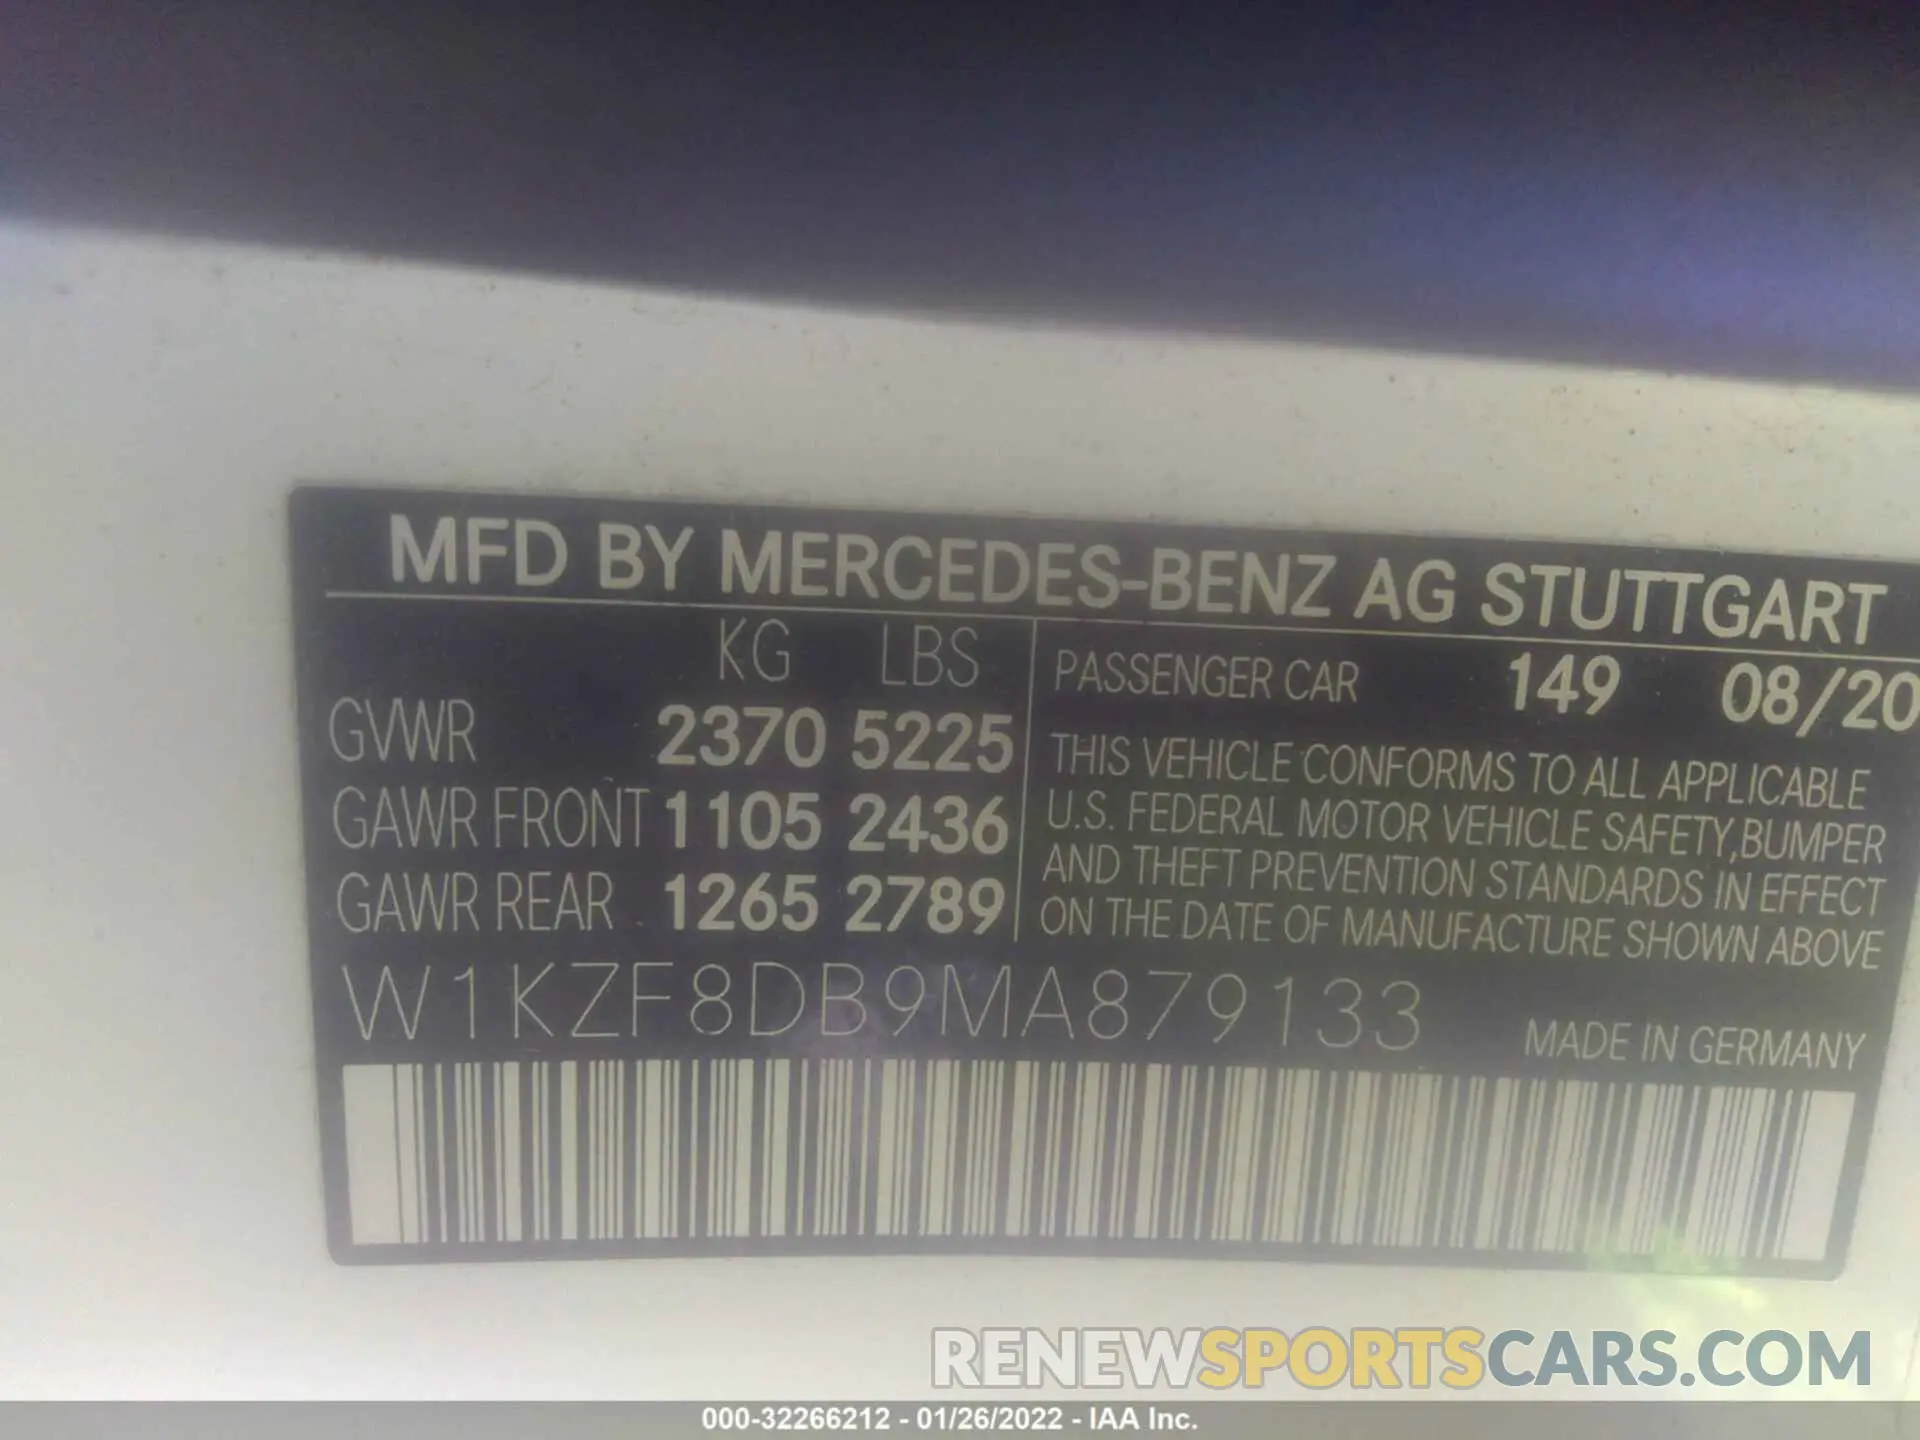 MFD BY MERCEDES-BENZ AG STUTTGART
KG LBS
GVWR 2370 5225
GAWR FRONT 1105 2436
GAWR REAR 1265 2789
PASSENGER CAR 149 08/20
THIS VEHICLE CONFORMS TO ALL APPLICABLE
U.S. FEDERAL MOTOR VEHICLE SAFETY,BUMPER
AND THEFT PREVENTION STANDARDS IN EFFECT
ON THE DATE OF MANUFACTURE SHOWN ABOVE
W1KZF8DB9MA879133
MADE IN GERMANY
RENEWSPORTSCARS.COM
000-32266212 - 01/26/2022 - IAA Inc.